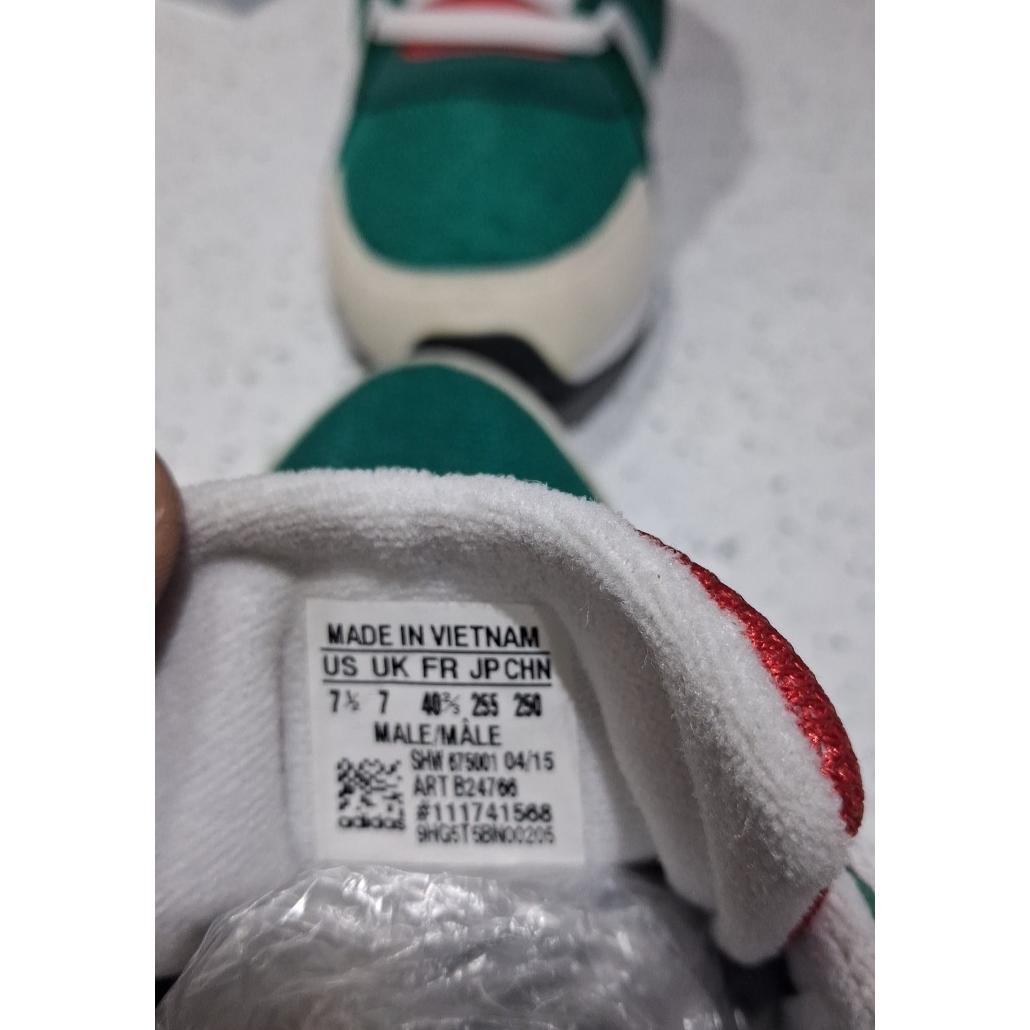 MADE IN VIETNAM
US UK FR JP CHN
7½ 7 40⅔ 255 250
MALE/MÂLE
SHW 675001 04/15
ART B24766
#111741568
adidas 9HG5T5BN00205